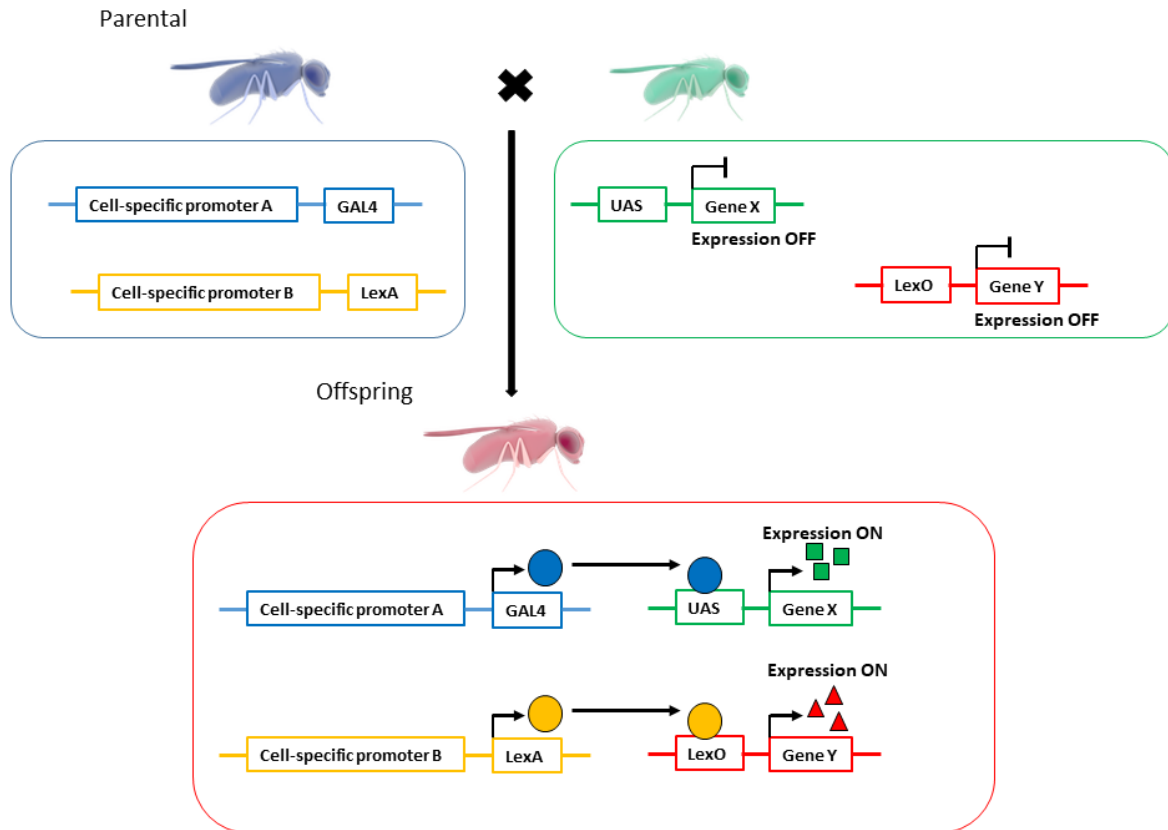 Parental
Cell-specific promoter A
GAL4
UAS
Gene X
Expression OFF
Cell-specific promoter B
LexA
LexO
Gene Y
Expression OFF
Offspring
Expression ON
Cell-specific promoter A
GAL4
UAS
Gene X
Expression ON
Cell-specific promoter B
LexA
LexO
Gene Y